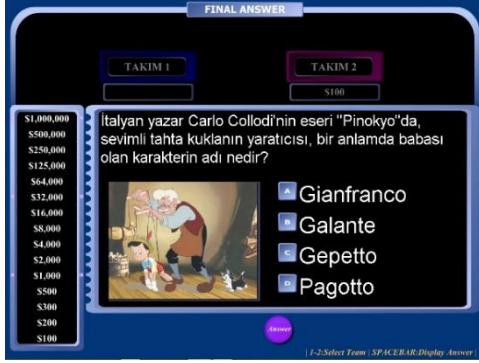 FINAL ANSWER
TAKIM 1
TAKIM 2
$100
$1,000,000
$500,000
$250,000
$125,000
$64,000
$32,000
$16,000
$8,000
$4,000
$2,000
$1,000
$500
$300
$200
$100
İtalyan yazar Carlo Collodi'nin eseri "Pinokyo"da,
sevimli tahta kuklanın yaratıcısı, bir anlamda babası
olan karakterin adı nedir?
A Gianfranco
B Galante
C Gepetto
D Pagotto
Answer
| 1-2:Select Team | SPACEBAR:Display Answer |